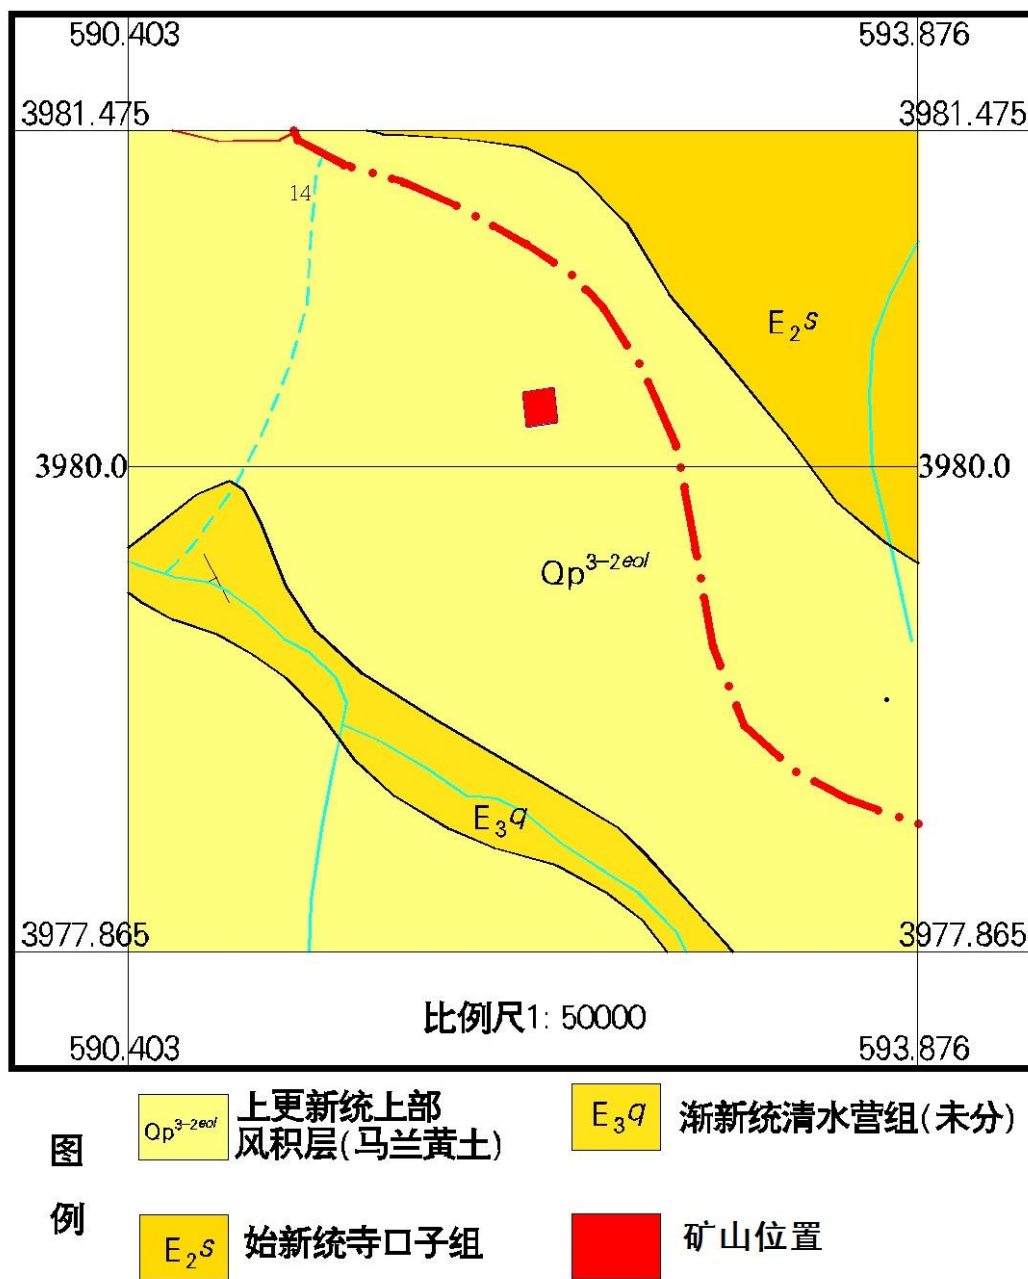 590.403 593.876
3981.475 3981.475
14
E₂s
3980.0 3980.0
Qp³⁻²ᵉᵒˡ
E₃q
3977.865 3977.865
比例尺1: 50000
590.403 593.876
图例
Qp³⁻²ᵉᵒˡ 上更新统上部
风积层(马兰黄土)
E₃q 渐新统清水营组(未分)
E₂s 始新统寺口子组
矿山位置